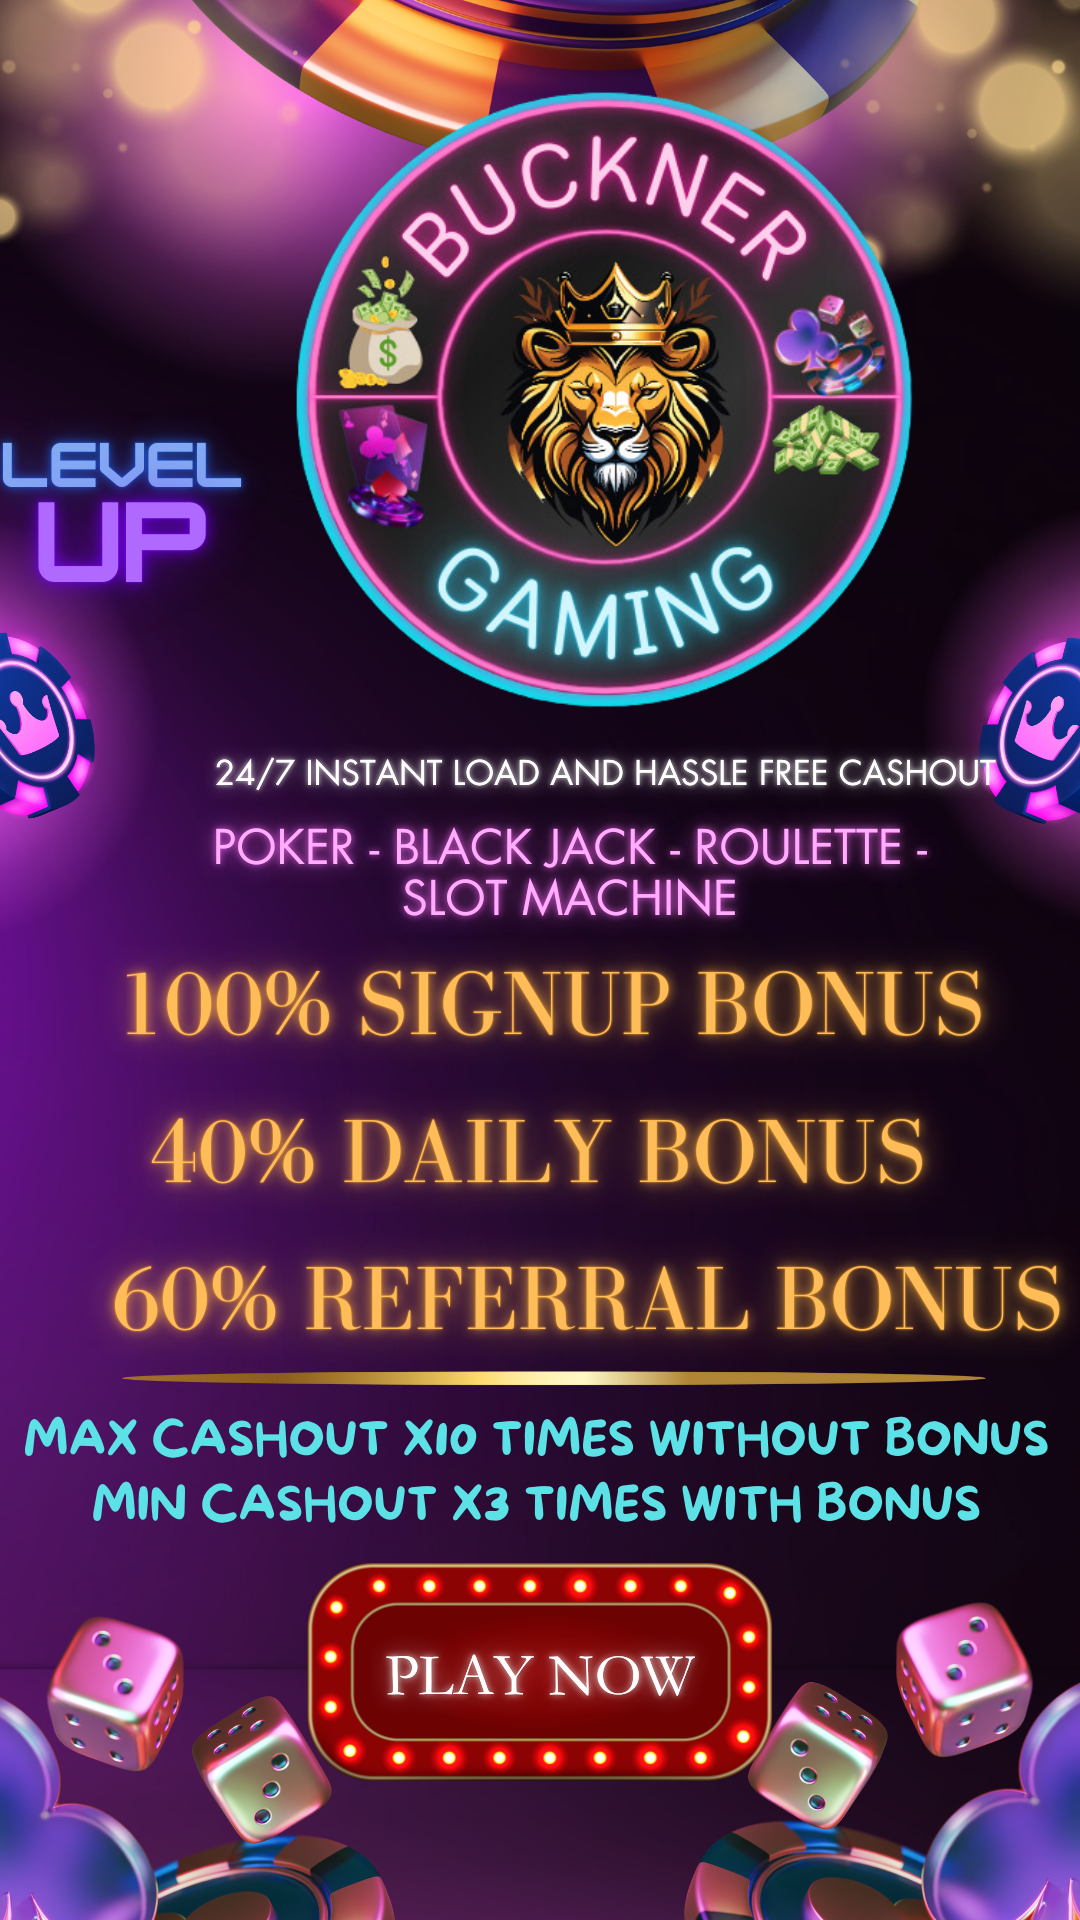 BUCKNER
$
GAMING
LEVEL
UP
24/7 INSTANT LOAD AND HASSLE FREE CASHOUT
POKER - BLACK JACK - ROULETTE -
SLOT MACHINE
100% SIGNUP BONUS
40% DAILY BONUS
60% REFERRAL BONUS
MAX CASHOUT X10 TIMES WITHOUT BONUS
MIN CASHOUT X3 TIMES WITH BONUS
PLAY NOW